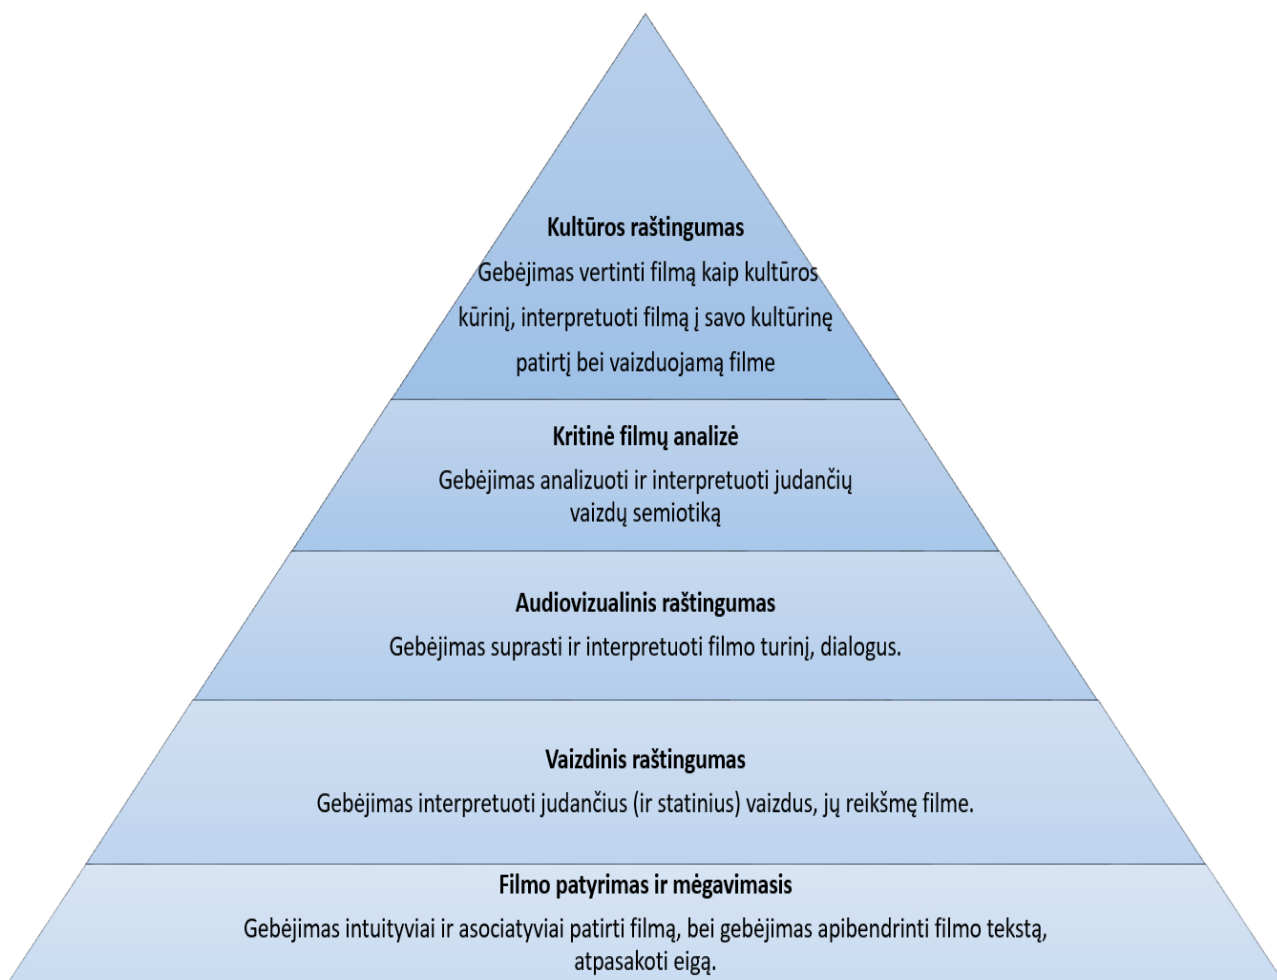 Kultūros raštingumas
Gebėjimas vertinti filmą kaip kultūros
kūrinį, interpretuoti filmą į savo kultūrinę
patirtį bei vaizduojamą filme
Kritinė filmų analizė
Gebėjimas analizuoti ir interpretuoti judančių
vaizdų semiotiką
Audiovizualinis raštingumas
Gebėjimas suprasti ir interpretuoti filmo turinį, dialogus.
Vaizdinis raštingumas
Gebėjimas interpretuoti judančius (ir statinius) vaizdus, jų reikšmę filme.
Filmo patyrimas ir mėgavimasis
Gebėjimas intuityviai ir asociatyviai patirti filmą, bei gebėjimas apibendrinti filmo tekstą,
atpasakoti eigą.